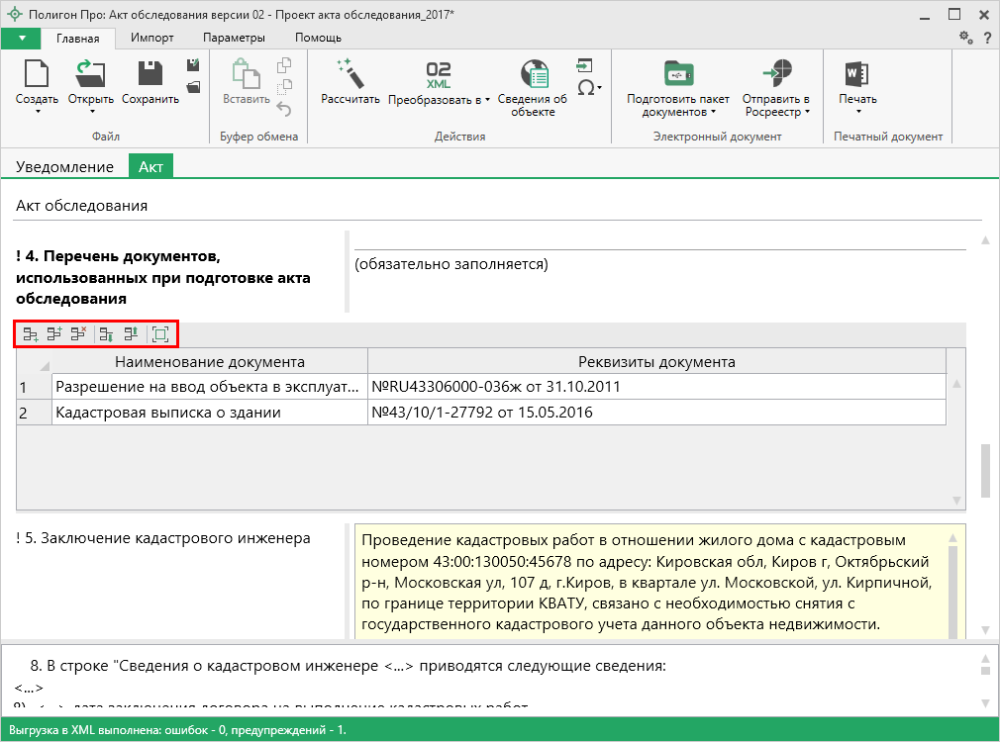 Полигон Про: Акт обследования версии 02 - Проект акта обследования_2017*
Главная Импорт Параметры Помощь ?
02
XML
W
Создать Открыть Сохранить Вставить Рассчитать Преобразовать в Сведения об объекте Подготовить пакет документов Отправить в Росреестр Печать
Файл Буфер обмена Действия Электронный документ Печатный документ
Уведомление Акт
Акт обследования
! 4. Перечень документов,
использованных при подготовке акта
обследования
(обязательно заполняется)
Наименование документа Реквизиты документа
1 Разрешение на ввод объекта в эксплуат... №RU43306000-036ж от 31.10.2011
2 Кадастровая выписка о здании №43/10/1-27792 от 15.05.2016
! 5. Заключение кадастрового инженера
Проведение кадастровых работ в отношении жилого дома с кадастровым
номером 43:00:130050:45678 по адресу: Кировская обл, Киров г, Октябрьский
р-н, Московская ул, 107 д, г.Киров, в квартале ул. Московской, ул. Кирпичной,
по границе территории КВАТУ, связано с необходимостью снятия с
государственного кадастрового учета данного объекта недвижимости.
8. В строке "Сведения о кадастровом инженере <...> приводятся следующие сведения:
<...>
дата заключения договора на выполнение кадастровых работ
Выгрузка в XML выполнена: ошибок - 0, предупреждений - 1.